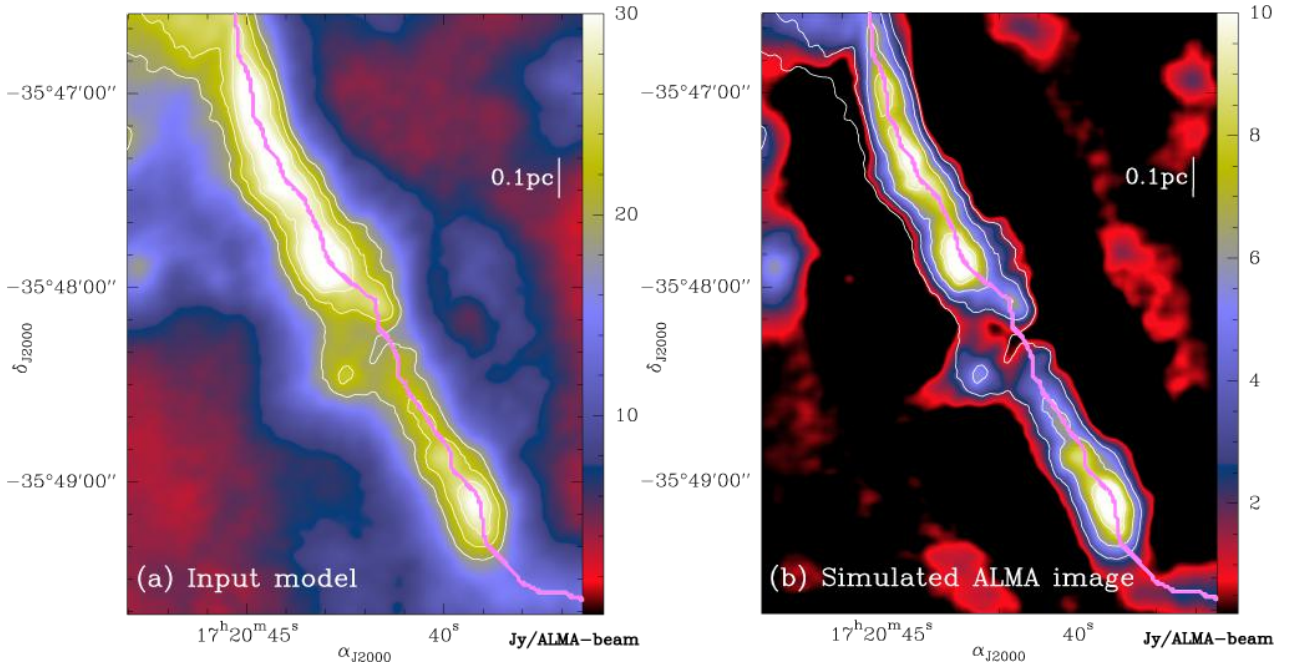 30
20
10
−35°47′00″
−35°48′00″
−35°49′00″
δJ2000
0.1pc
(a) Input model
17ʰ20ᵐ45ˢ
40ˢ
αJ2000
Jy/ALMA−beam
10
8
6
4
2
−35°47′00″
−35°48′00″
−35°49′00″
δJ2000
0.1pc
(b) Simulated ALMA image
17ʰ20ᵐ45ˢ
40ˢ
αJ2000
Jy/ALMA−beam